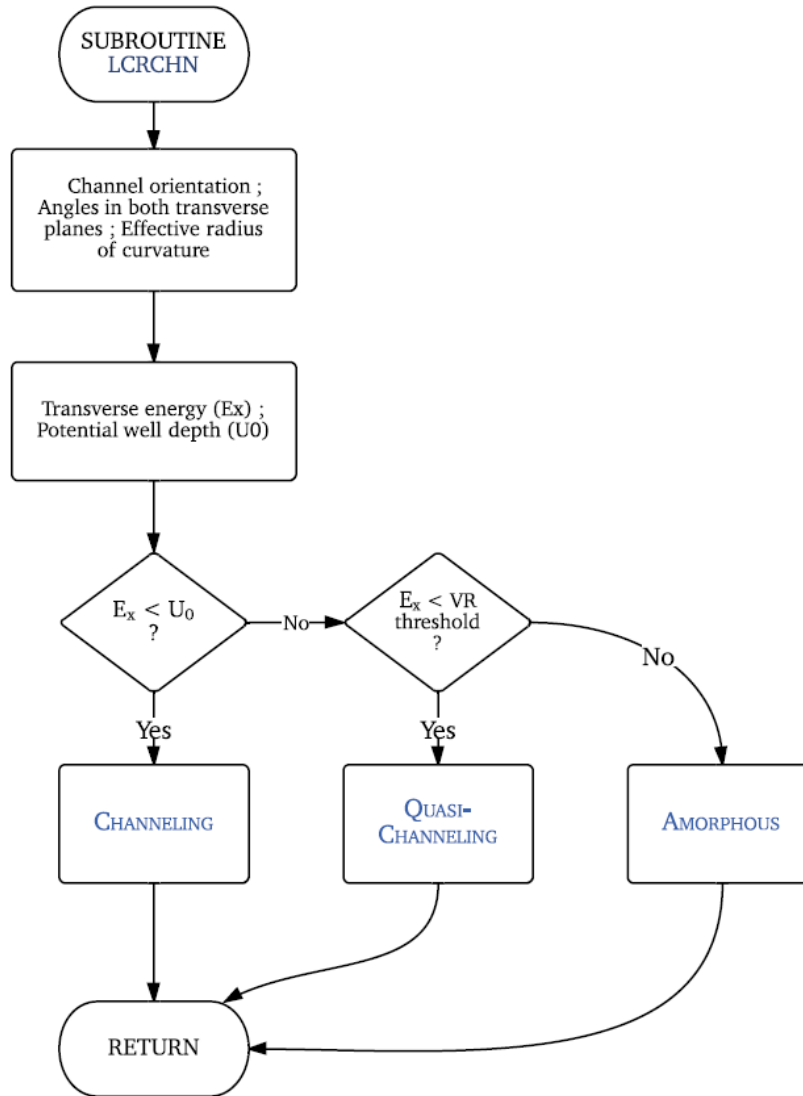 SUBROUTINE
LCRCHN
Channel orientation ;
Angles in both transverse
planes ; Effective radius
of curvature
Transverse energy (Ex) ;
Potential well depth (U0)
Eₓ < U₀
?
No
Eₓ < VR
threshold
?
No
Yes
Yes
CHANNELING
QUASI-
CHANNELING
AMORPHOUS
RETURN